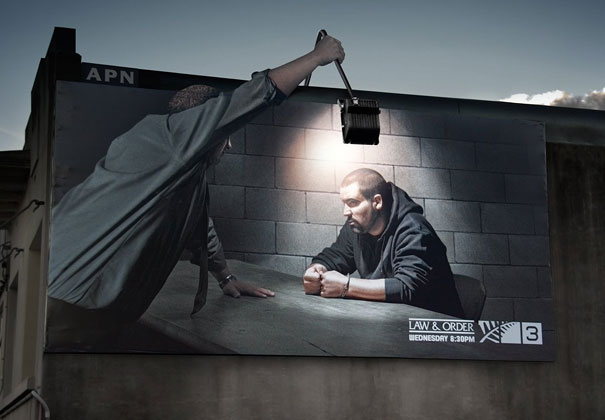 APN
LAW & ORDER
WEDNESDAY 8:30PM
3